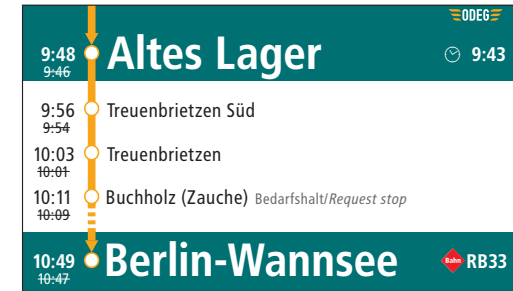 ODEG
9:48 Altes Lager 9:43
9:46
9:56 Treuenbrietzen Süd
9:54
10:03 Treuenbrietzen
10:01
10:11 Buchholz (Zauche) Bedarfshalt/Request stop
10:09
10:49 Berlin-Wannsee Bahn RB33
10:47